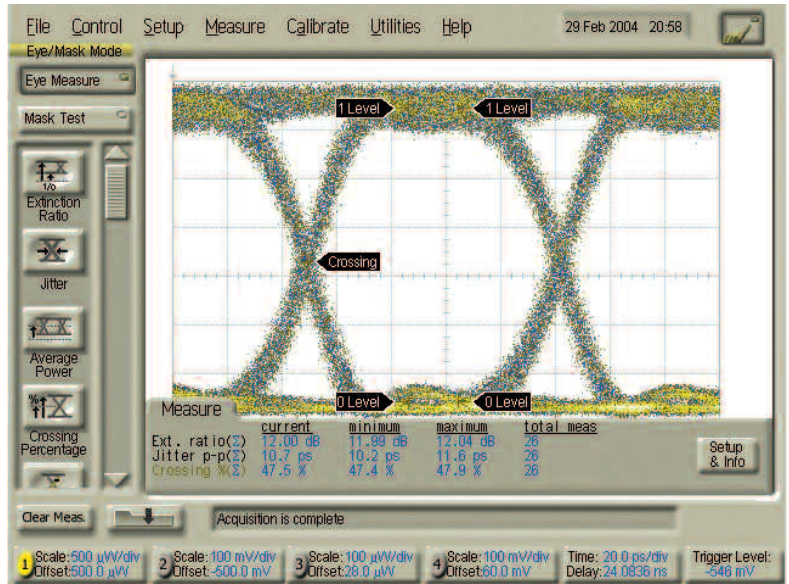 File Control Setup Measure Calibrate Utilities Help 29 Feb 2004 20:58
Eye/Mask Mode
Eye Measure
Mask Test
1/0
Extinction
Ratio
Jitter
Average
Power
%
Crossing
Percentage
1 Level 1 Level
Crossing
0 Level 0 Level
Measure
current minimum maximum total meas
Ext. ratio(Σ) 12.00 dB 11.99 dB 12.04 dB 26
Jitter p-p(Σ) 10.7 ps 10.2 ps 11.6 ps 26
Crossing %(Σ) 47.5 % 47.4 % 47.9 % 26
Setup
& Info
Clear Meas. Acquisition is complete
1 Scale:500 µW/div
Offset:500.0 µW
2 Scale:100 mV/div
Offset:-500.0 mV
3 Scale:100 µW/div
Offset:28.0 µW
4 Scale:100 mV/div
Offset:60.0 mV
Time: 20.0 ps/div
Delay:24.0836 ns
Trigger Level:
-546 mV